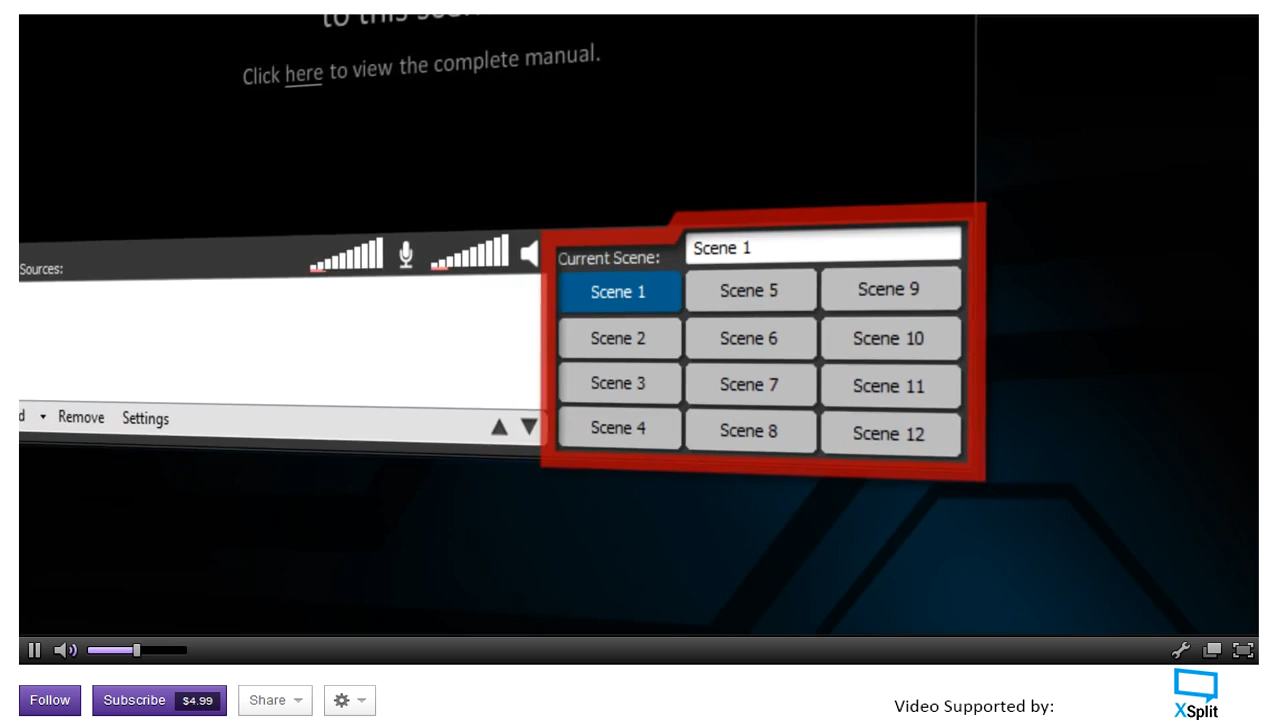 to this
Click here to view the complete manual.
Sources:
Current Scene:
Scene 1
Scene 1
Scene 5
Scene 9
Scene 2
Scene 6
Scene 10
Scene 3
Scene 7
Scene 11
Scene 4
Scene 8
Scene 12
d
Remove
Settings
Follow
Subscribe $4.99
Share
Video Supported by:
XSplit